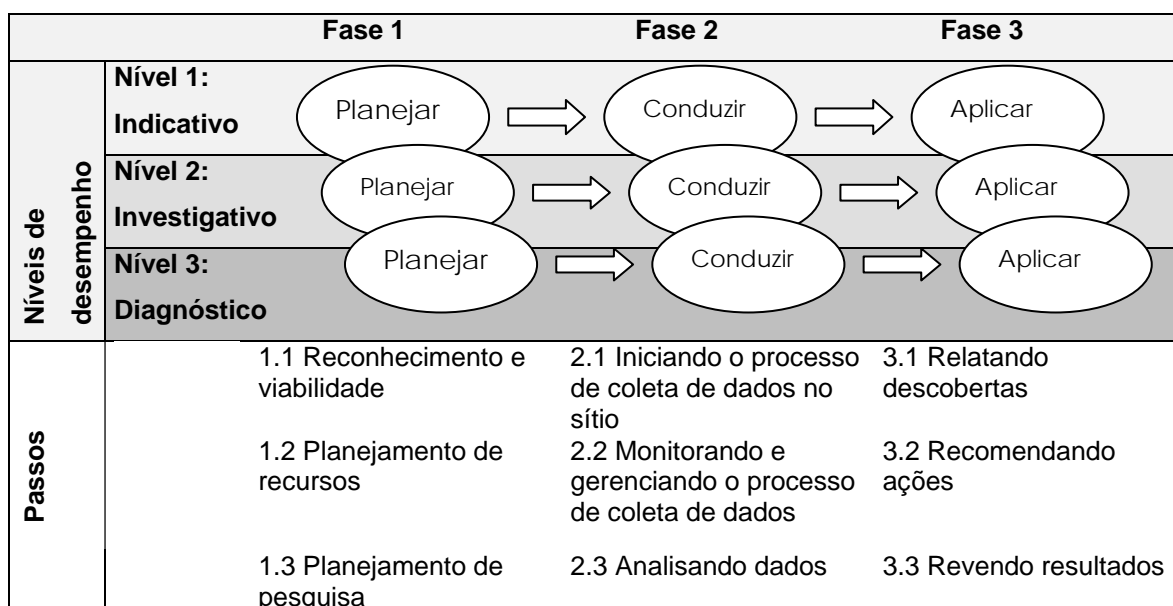 Fase 1 Fase 2 Fase 3
Níveis de
desempenho
Nível 1:
Indicativo
Planejar Conduzir Aplicar
Nível 2:
Investigativo
Planejar Conduzir Aplicar
Nível 3:
Diagnóstico
Planejar Conduzir Aplicar
Passos
1.1 Reconhecimento e
viabilidade
2.1 Iniciando o processo
de coleta de dados no
sítio
3.1 Relatando
descobertas
1.2 Planejamento de
recursos
2.2 Monitorando e
gerenciando o processo
de coleta de dados
3.2 Recomendando
ações
1.3 Planejamento de
pesquisa
2.3 Analisando dados
3.3 Revendo resultados